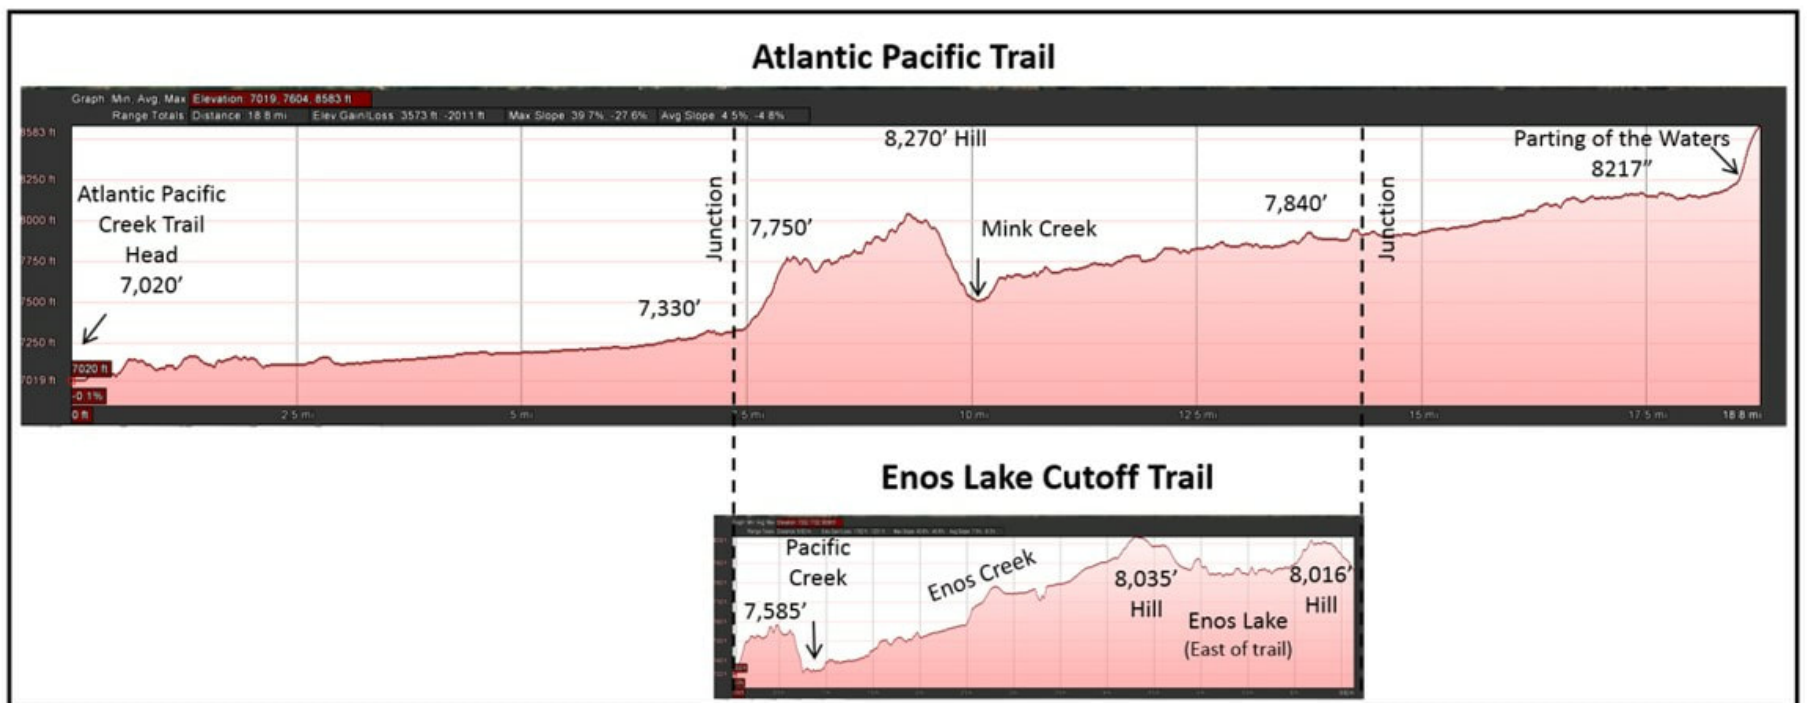 Atlantic Pacific Trail
Graph: Min, Avg, Max Elevation: 7019, 7604, 8583 ft
Range Totals: Distance: 18.8 mi Elev Gain/Loss: 3573 ft, -2011 ft Max Slope: 39.7%, -27.6% Avg Slope: 4.5%, -4.8%
8583 ft
8250 ft
8000 ft
7750 ft
7500 ft
7250 ft
7019 ft
Atlantic Pacific
Creek Trail
Head
7,020’
7020 ft
-0.1%
0 ft
2.5 mi
5 mi
7.5 mi
10 mi
12.5 mi
15 mi
17.5 mi
18.8 mi
7,330’
Junction
7,750’
8,270’ Hill
Mink Creek
7,840’
Junction
Parting of the Waters
8217”
Enos Lake Cutoff Trail
7,585’
Pacific
Creek
Enos Creek
8,035’
Hill
Enos Lake
(East of trail)
8,016’
Hill